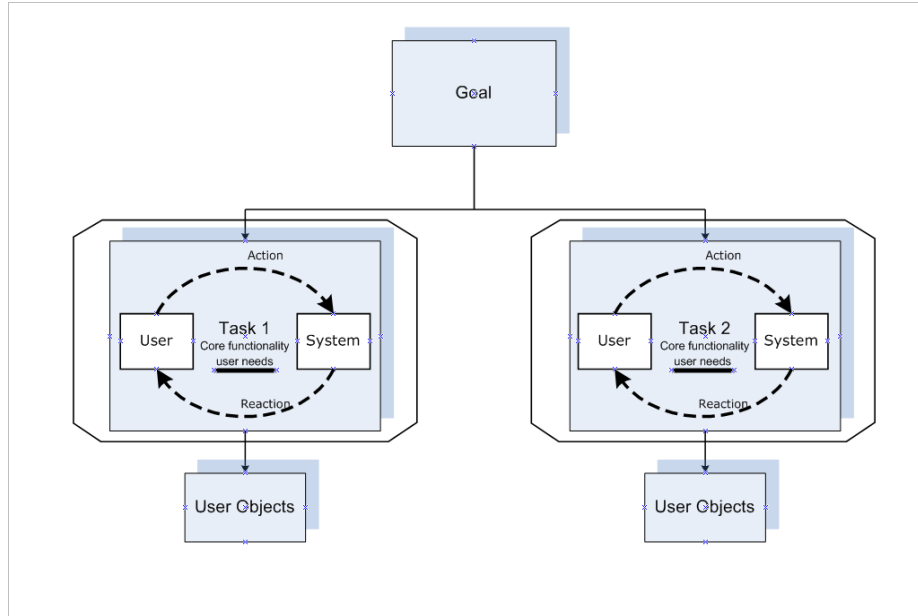 Goal
Action
User
Task 1
Core functionality
user needs
System
Reaction
User Objects
Action
User
Task 2
Core functionality
user needs
System
Reaction
User Objects